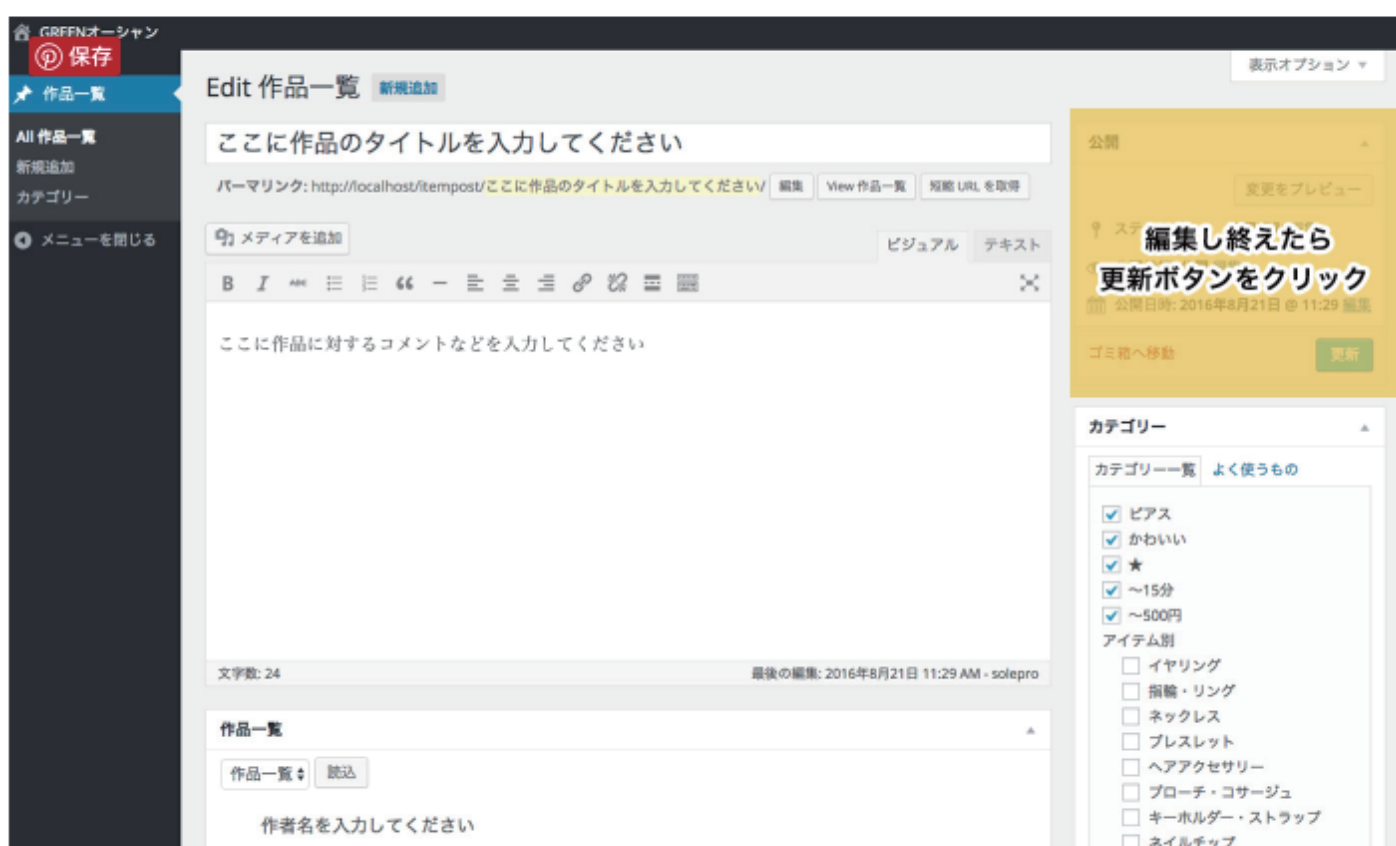 GREENオーシャン
保存
作品一覧
All 作品一覧
新規追加
カテゴリー
メニューを閉じる
表示オプション
Edit 作品一覧 新規追加
ここに作品のタイトルを入力してください
パーマリンク: http://localhost/itempost/ここに作品のタイトルを入力してください/ 編集 View 作品一覧 短縮 URL を取得
メディアを追加
ビジュアル テキスト
B I ABC
ここに作品に対するコメントなどを入力してください
文字数: 24
最後の編集: 2016年8月21日 11:29 AM - solepro
作品一覧
作品一覧 読込
作者名を入力してください
公開
変更をプレビュー
編集し終えたら
更新ボタンをクリック
公開日時: 2016年8月21日 @ 11:29 編集
ゴミ箱へ移動 更新
カテゴリー
カテゴリー一覧 よく使うもの
ピアス
かわいい
★
〜15分
〜500円
アイテム別
イヤリング
指輪・リング
ネックレス
ブレスレット
ヘアアクセサリー
ブローチ・コサージュ
キーホルダー・ストラップ
ネイルチップ